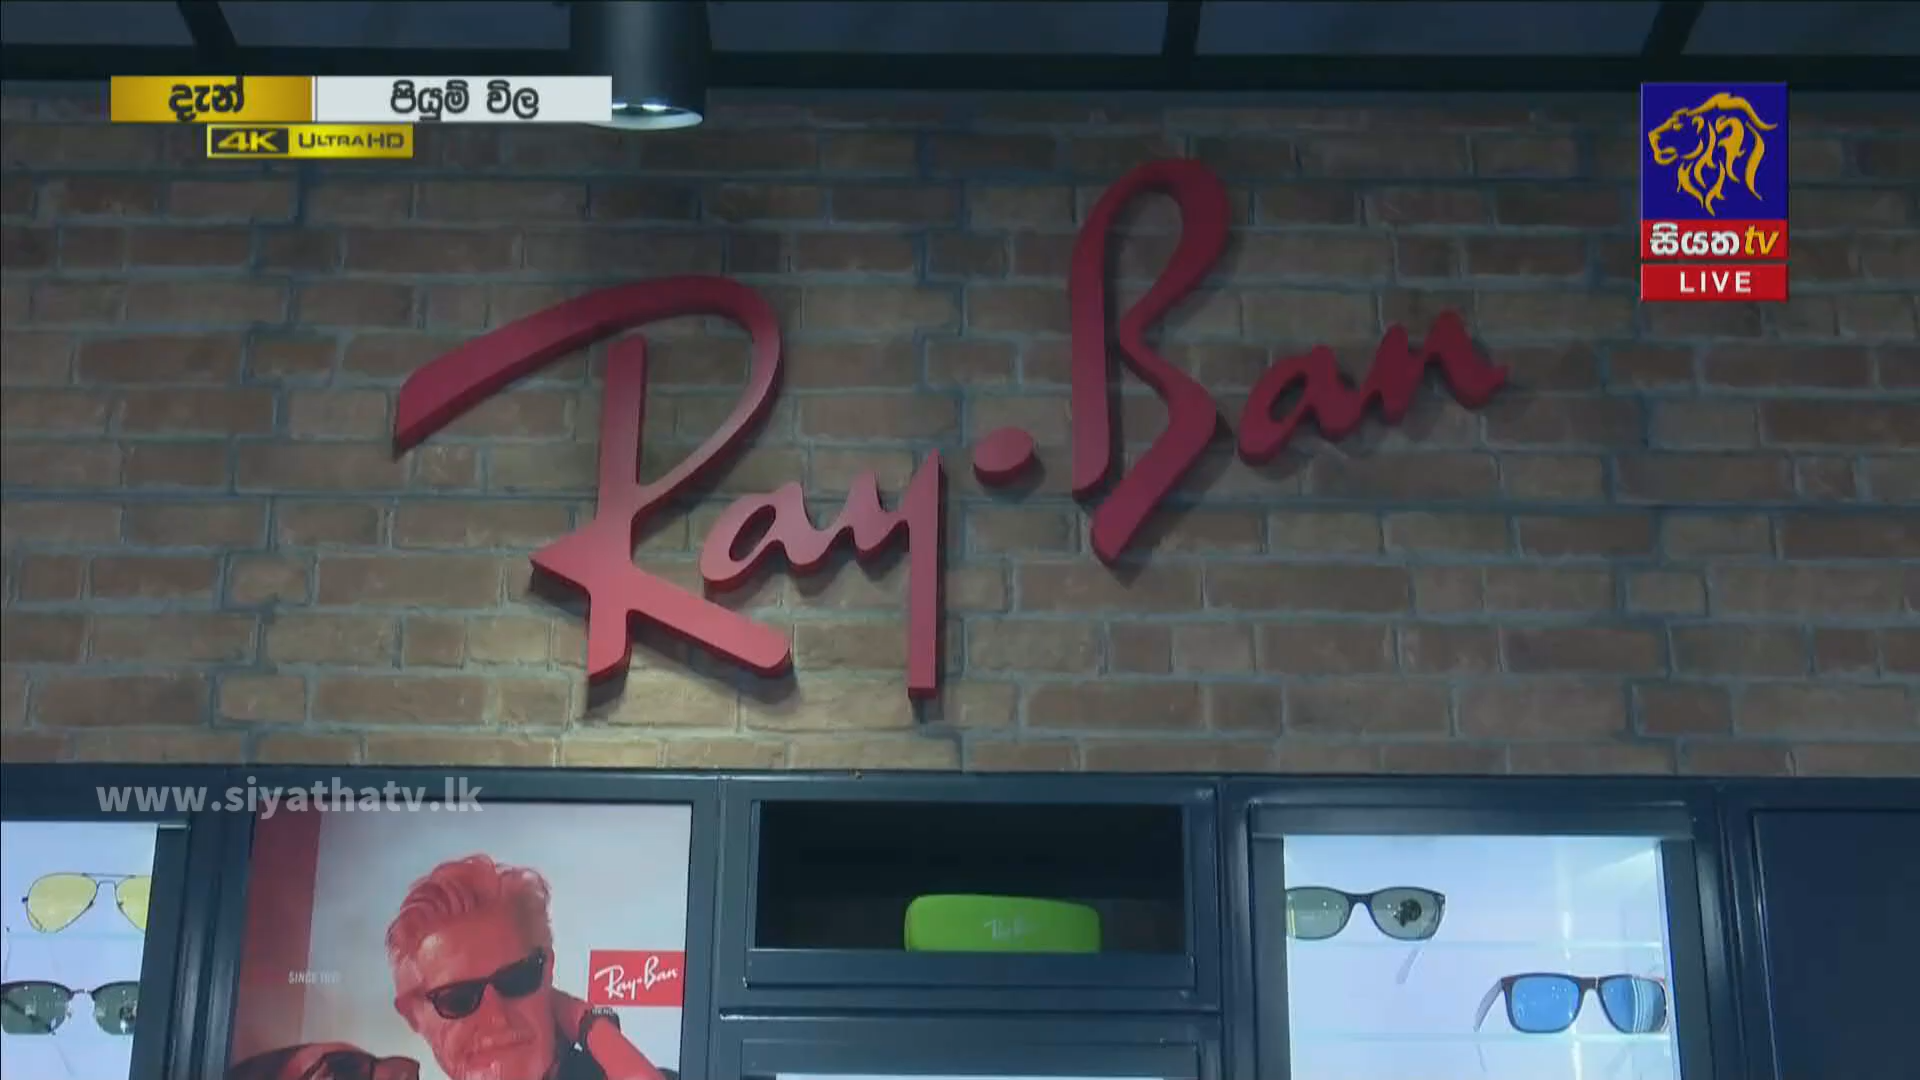 දැන් පියුම් විල
4K ULTRA HD
සියත tv
LIVE
Ray-Ban
www.siyathatv.lk
Ray-Ban